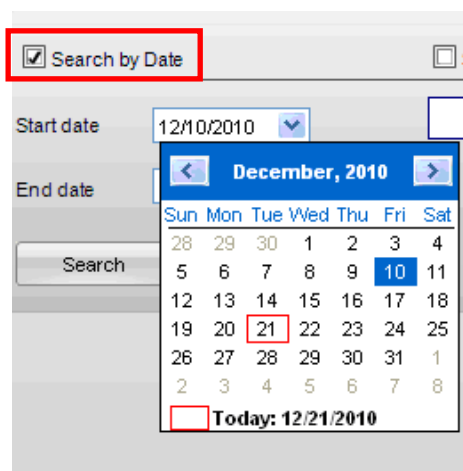 Search by Date
Start date 12/10/2010
December, 2010
End date
Sun Mon Tue Wed Thu Fri Sat
28 29 30 1 2 3 4
Search
5 6 7 8 9 10 11
12 13 14 15 16 17 18
19 20 21 22 23 24 25
26 27 28 29 30 31 1
2 3 4 5 6 7 8
Today: 12/21/2010